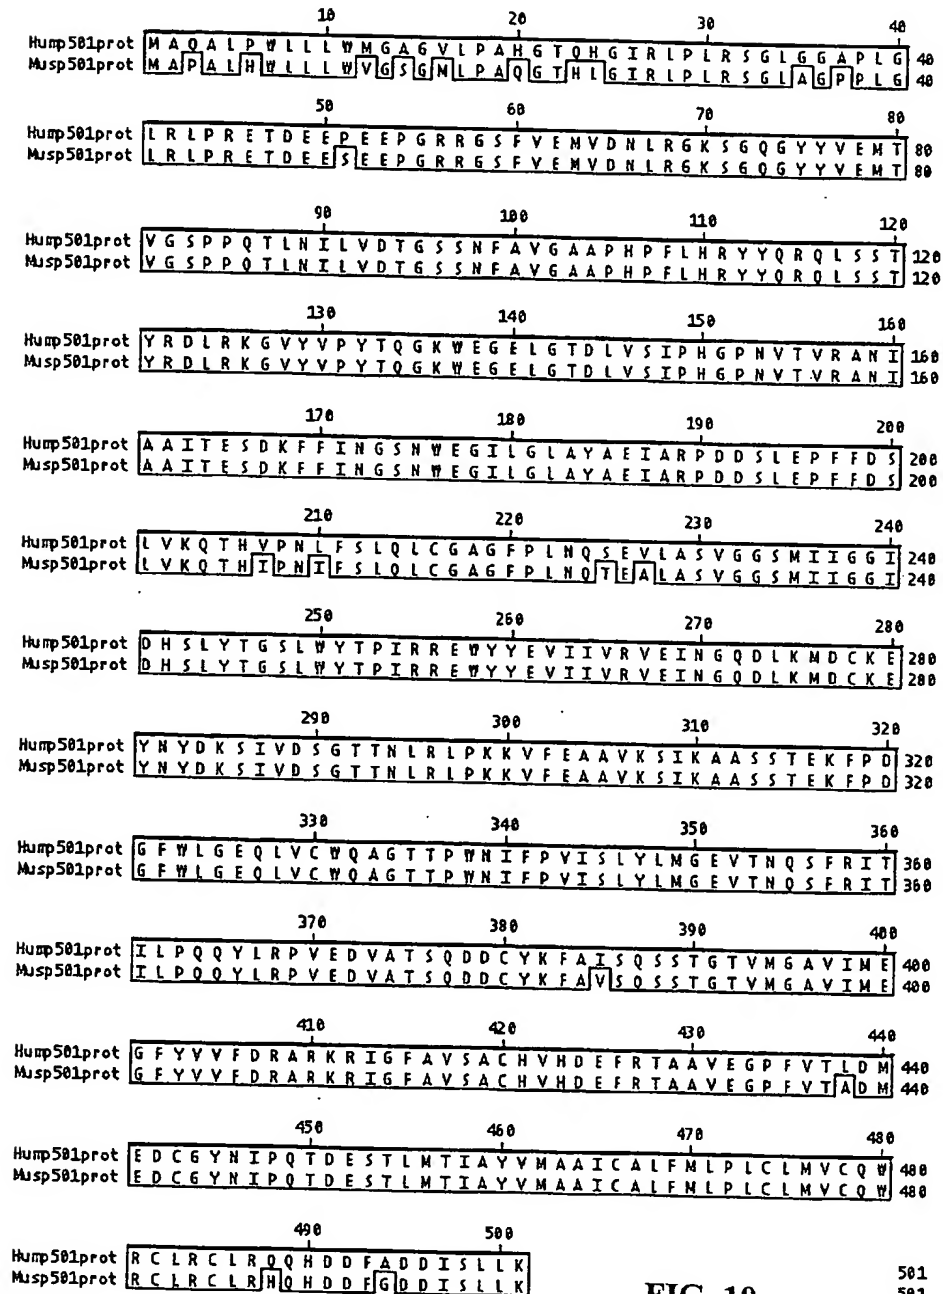 10 20 30 40
Hump501prot M A Q A L P W L L L W M G A G V L P A H G T Q H G I R L P L R S G L G G A P L G 40
Musp501prot M A P A L H W L L L W V G S G M L P A Q G T H L G I R L P L R S G L A G P P L G 40
50 60 70 80
Hump501prot L R L P R E T D E E P E E P G R R G S F V E M V D N L R G K S G Q G Y Y V E M T 80
Musp501prot L R L P R E T D E E S E E P G R R G S F V E M V D N L R G K S G Q G Y Y V E M T 80
90 100 110 120
Hump501prot V G S P P Q T L N I L V D T G S S N F A V G A A P H P F L H R Y Y Q R Q L S S T 120
Musp501prot V G S P P Q T L N I L V D T G S S N F A V G A A P H P F L H R Y Y Q R Q L S S T 120
130 140 150 160
Hump501prot Y R D L R K G V Y V P Y T Q G K W E G E L G T D L V S I P H G P N V T V R A N I 160
Musp501prot Y R D L R K G V Y V P Y T Q G K W E G E L G T D L V S I P H G P N V T V R A N I 160
170 180 190 200
Hump501prot A A I T E S D K F F I N G S N W E G I L G L A Y A E I A R P D D S L E P F F D S 200
Musp501prot A A I T E S D K F F I N G S N W E G I L G L A Y A E I A R P D D S L E P F F D S 200
210 220 230 240
Hump501prot L V K Q T H V P N L F S L Q L C G A G F P L N Q S E V L A S V G G S M I I G G I 240
Musp501prot L V K Q T H I P N I F S L Q L C G A G F P L N Q T E A L A S V G G S M I I G G I 240
250 260 270 280
Hump501prot D H S L Y T G S L W Y T P I R R E W Y Y E V I I V R V E I N G Q D L K M D C K E 280
Musp501prot D H S L Y T G S L W Y T P I R R E W Y Y E V I I V R V E I N G Q D L K M D C K E 280
290 300 310 320
Hump501prot Y N Y D K S I V D S G T T N L R L P K K V F E A A V K S I K A A S S T E K F P D 320
Musp501prot Y N Y D K S I V D S G T T N L R L P K K V F E A A V K S I K A A S S T E K F P D 320
330 340 350 360
Hump501prot G F W L G E Q L V C W Q A G T T P W N I F P V I S L Y L M G E V T N Q S F R I T 360
Musp501prot G F W L G E Q L V C W Q A G T T P W N I F P V I S L Y L M G E V T N Q S F R I T 360
370 380 390 400
Hump501prot I L P Q Q Y L R P V E D V A T S Q D D C Y K F A I S Q S S T G T V M G A V I M E 400
Musp501prot I L P Q Q Y L R P V E D V A T S Q D D C Y K F A V S Q S S T G T V M G A V I M E 400
410 420 430 440
Hump501prot G F Y V V F D R A R K R I G F A V S A C H V H D E F R T A A V E G P F V T L D M 440
Musp501prot G F Y V V F D R A R K R I G F A V S A C H V H D E F R T A A V E G P F V T A D M 440
450 460 470 480
Hump501prot E D C G Y N I P Q T D E S T L M T I A Y V M A A I C A L F M L P L C L M V C Q W 480
Musp501prot E D C G Y N I P Q T D E S T L M T I A Y V M A A I C A L F M L P L C L M V C Q W 480
490 500
Hump501prot R C L R C L R Q Q H D D F A D D I S L L K 501
Musp501prot R C L R C L R H Q H D D F G D D I S L L K 501
FIG. 10